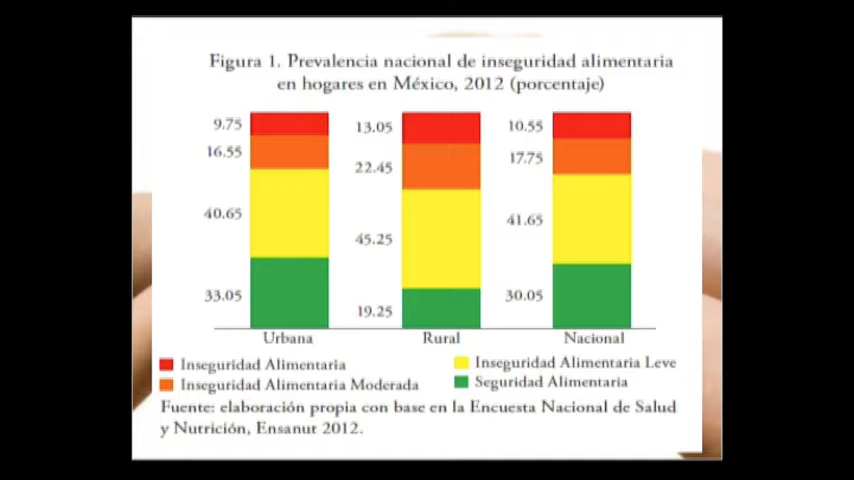 Figura 1. Prevalencia nacional de inseguridad alimentaria
en hogares en México, 2012 (porcentaje)
9.75
16.55
40.65
33.05
13.05
22.45
45.25
19.25
10.55
17.75
41.65
30.05
Urbana
Rural
Nacional
Inseguridad Alimentaria
Inseguridad Alimentaria Moderada
Inseguridad Alimentaria Leve
Seguridad Alimentaria
Fuente: elaboración propia con base en la Encuesta Nacional de Salud
y Nutrición, Ensanut 2012.